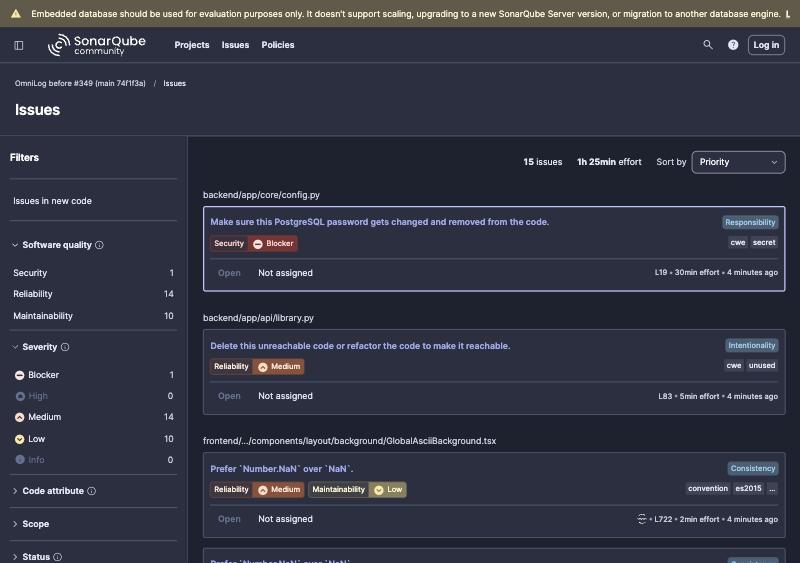 Embedded database should be used for evaluation purposes only. It doesn't support scaling, upgrading to a new SonarQube Server version, or migration to another database engine.
SonarQube community
Projects Issues Policies
? Log in
OmniLog before #349 (main 74f1f3a) / Issues
Issues
Filters
Issues in new code
Software quality
Security 1
Reliability 14
Maintainability 10
Severity
Blocker 1
High 0
Medium 14
Low 10
Info 0
Code attribute
Scope
Status
15 issues 1h 25min effort Sort by Priority
backend/app/core/config.py
Make sure this PostgreSQL password gets changed and removed from the code. Responsibility
Security Blocker cwe secret
Open Not assigned L19 • 30min effort • 4 minutes ago
backend/app/api/library.py
Delete this unreachable code or refactor the code to make it reachable. Intentionality
Reliability Medium cwe unused
Open Not assigned L83 • 5min effort • 4 minutes ago
frontend/.../components/layout/background/GlobalAsciiBackground.tsx
Prefer `Number.NaN` over `NaN`. Consistency
Reliability Medium Maintainability Low convention es2015 ...
Open Not assigned • L722 • 2min effort • 4 minutes ago
Prefer `Number.NaN` over `NaN`. Consistency